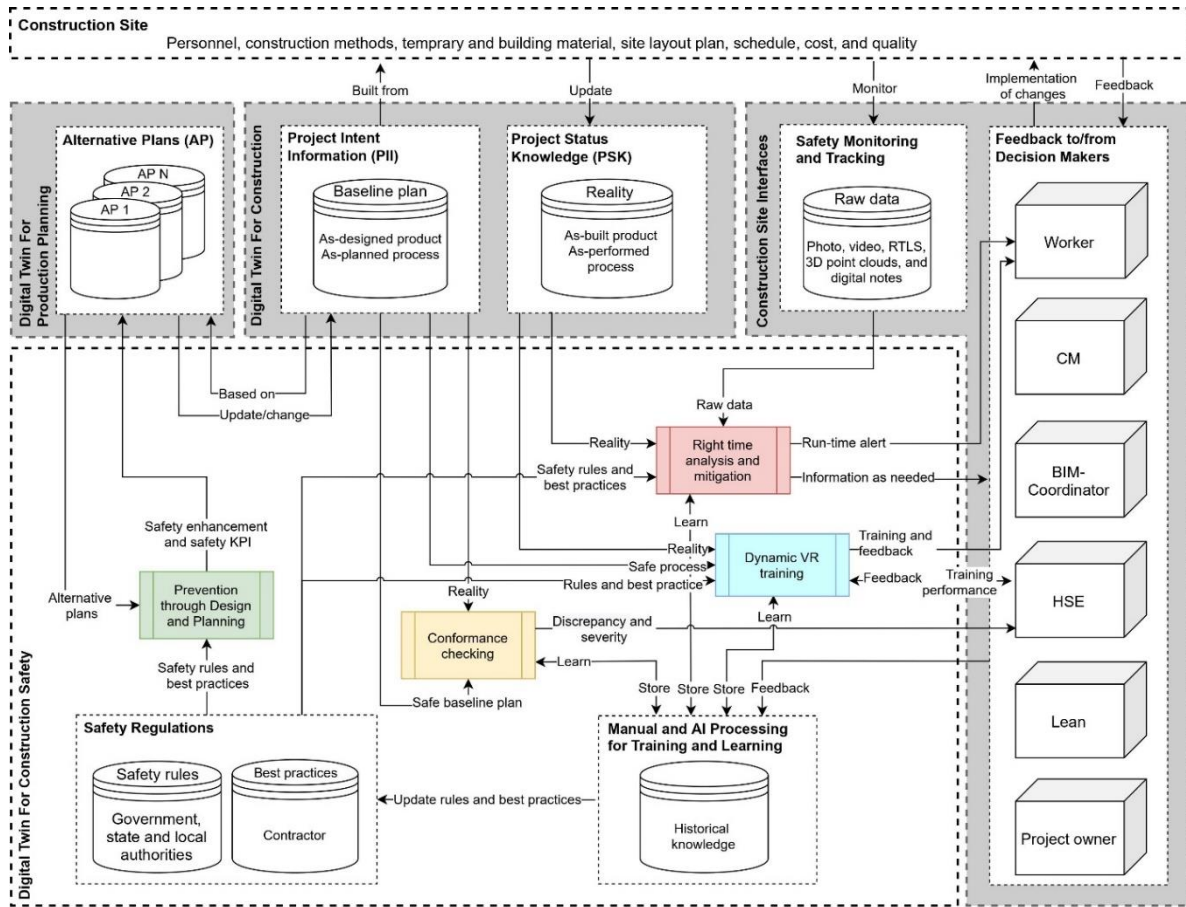 Construction Site
Personnel, construction methods, temprary and building material, site layout plan, schedule, cost, and quality
Built from
Update
Monitor
Implementation
of changes
Feedback
Digital Twin For
Production Planning
Alternative Plans (AP)
AP N
AP 2
AP 1
Digital Twin For Construction
Project Intent
Information (PII)
Baseline plan
As-designed product
As-planned process
Project Status
Knowledge (PSK)
Reality
As-built product
As-performed
process
Construction Site Interfaces
Safety Monitoring
and Tracking
Raw data
Photo, video, RTLS,
3D point clouds, and
digital notes
Feedback to/from
Decision Makers
Worker
CM
BIM-
Coordinator
HSE
Lean
Project owner
Digital Twin For Construction Safety
Based on
Update/change
Raw data
Reality
Safety rules and
best practices
Right time
analysis and
mitigation
Run-time alert
Information as needed
Learn
Safety enhancement
and safety KPI
Reality
Safe process
Rules and best practice
Dynamic VR
training
Training and
feedback
Feedback
Training
performance
Alternative
plans
Prevention
through Design
and Planning
Reality
Conformance
checking
Discrepancy and
severity
Learn
Learn
Safety rules and
best practices
Safe baseline plan
Store
Store
Store
Feedback
Safety Regulations
Safety rules
Government,
state and local
authorities
Best practices
Contractor
Update rules and best practices
Manual and AI Processing
for Training and Learning
Historical
knowledge